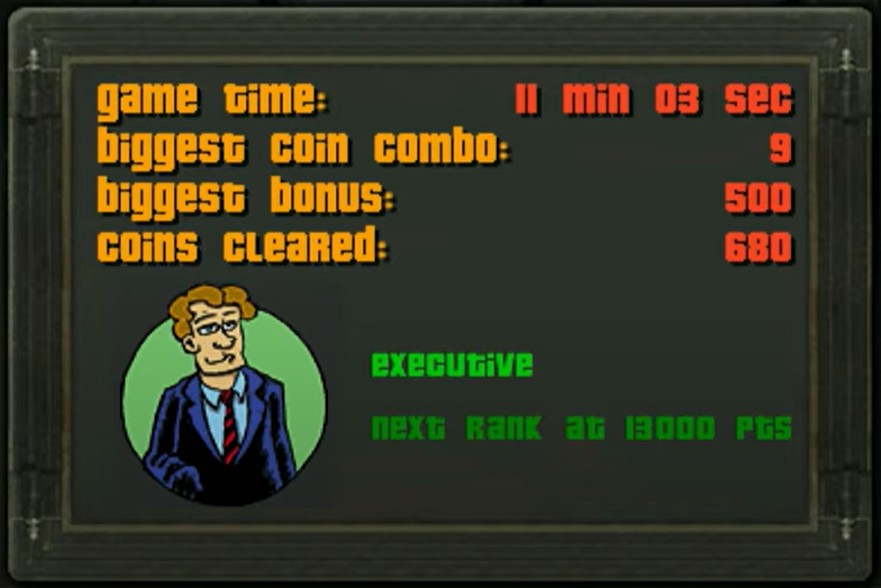 game time: 11 min 03 sec
biggest coin combo: 9
biggest bonus: 500
coins cleared: 680
executive
next rank at 13000 pts